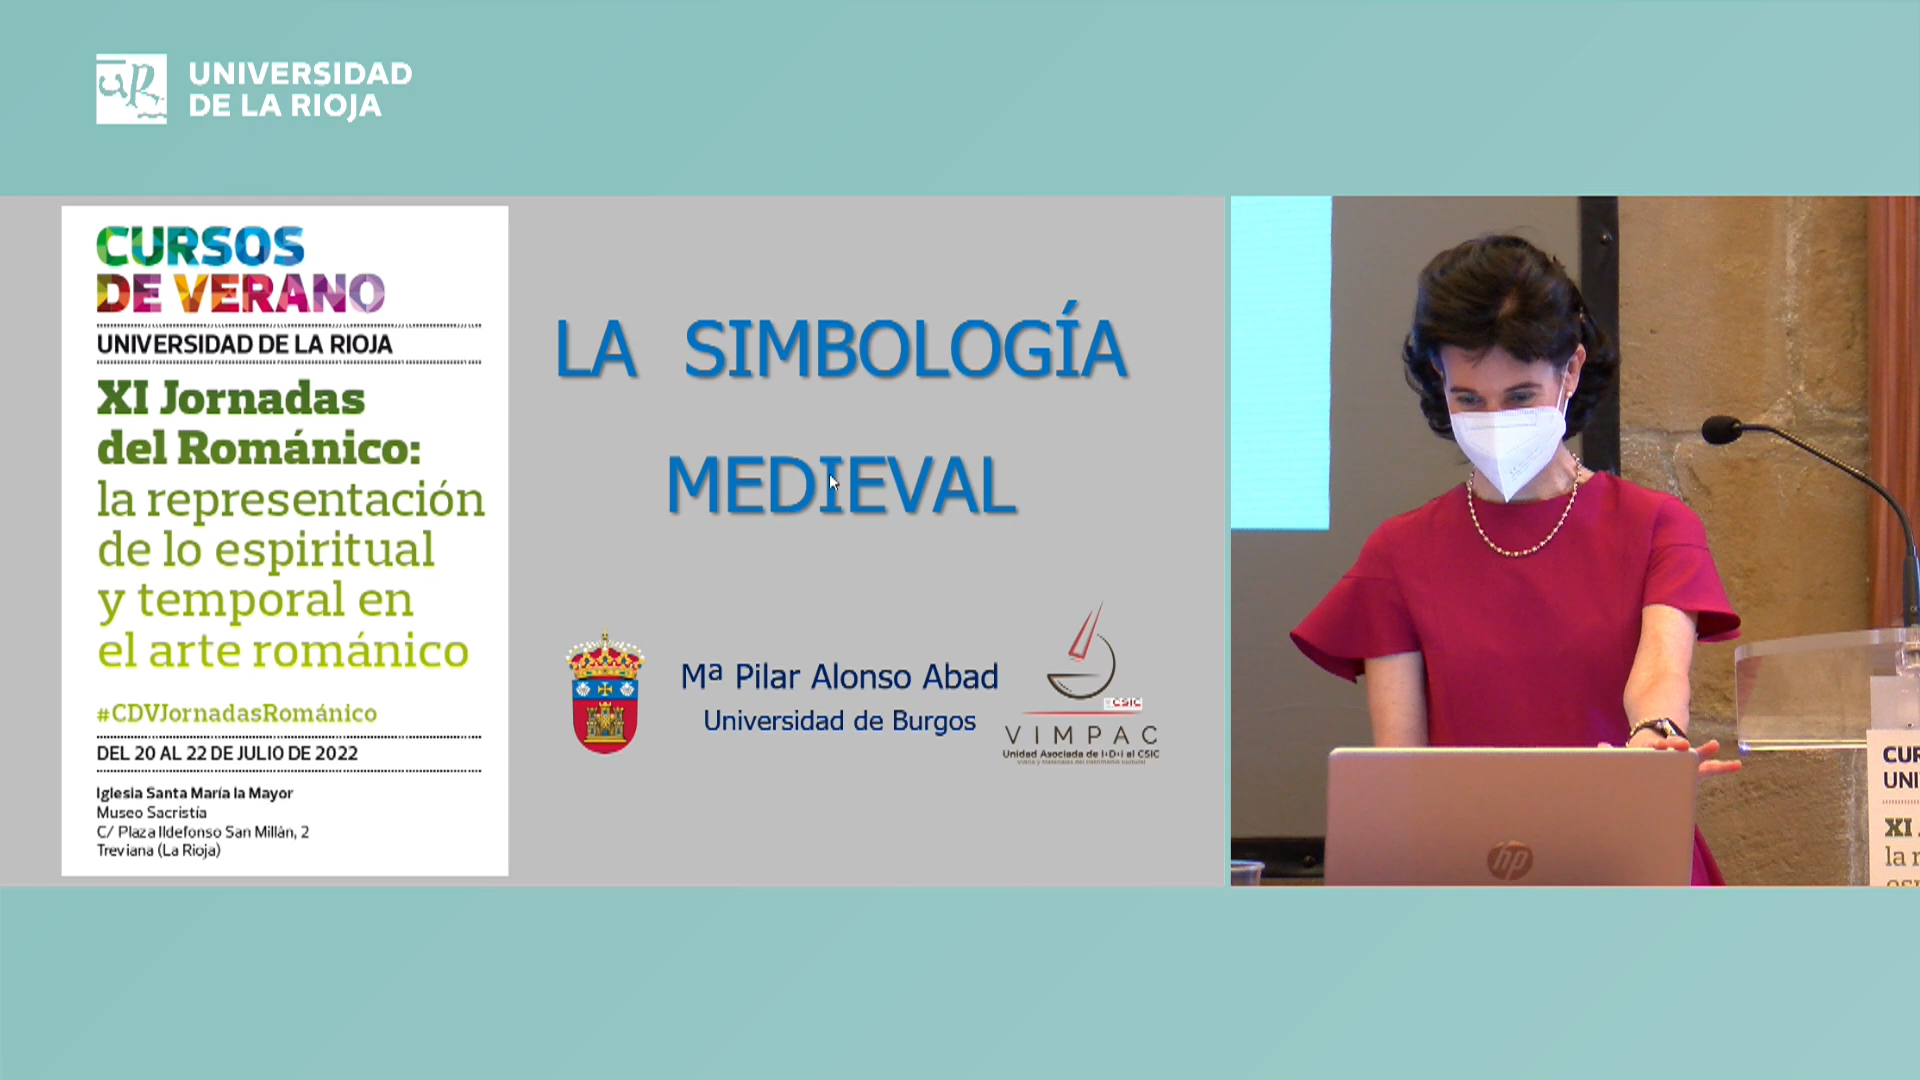 UNIVERSIDAD
DE LA RIOJA
CURSOS
DE VERANO
UNIVERSIDAD DE LA RIOJA
XI Jornadas
del Románico:
la representación
de lo espiritual
y temporal en
el arte románico
#CDVJornadasRománico
DEL 20 AL 22 DE JULIO DE 2022
Iglesia Santa María la Mayor
Museo Sacristía
C/ Plaza Ildefonso San Millán, 2
Treviana (La Rioja)
LA SIMBOLOGÍA
MEDIEVAL
Mª Pilar Alonso Abad
Universidad de Burgos
CSIC
VIMPAC
Unidad Asociada de I+D+i al CSIC
hp
CUR
UNI
XI
la r